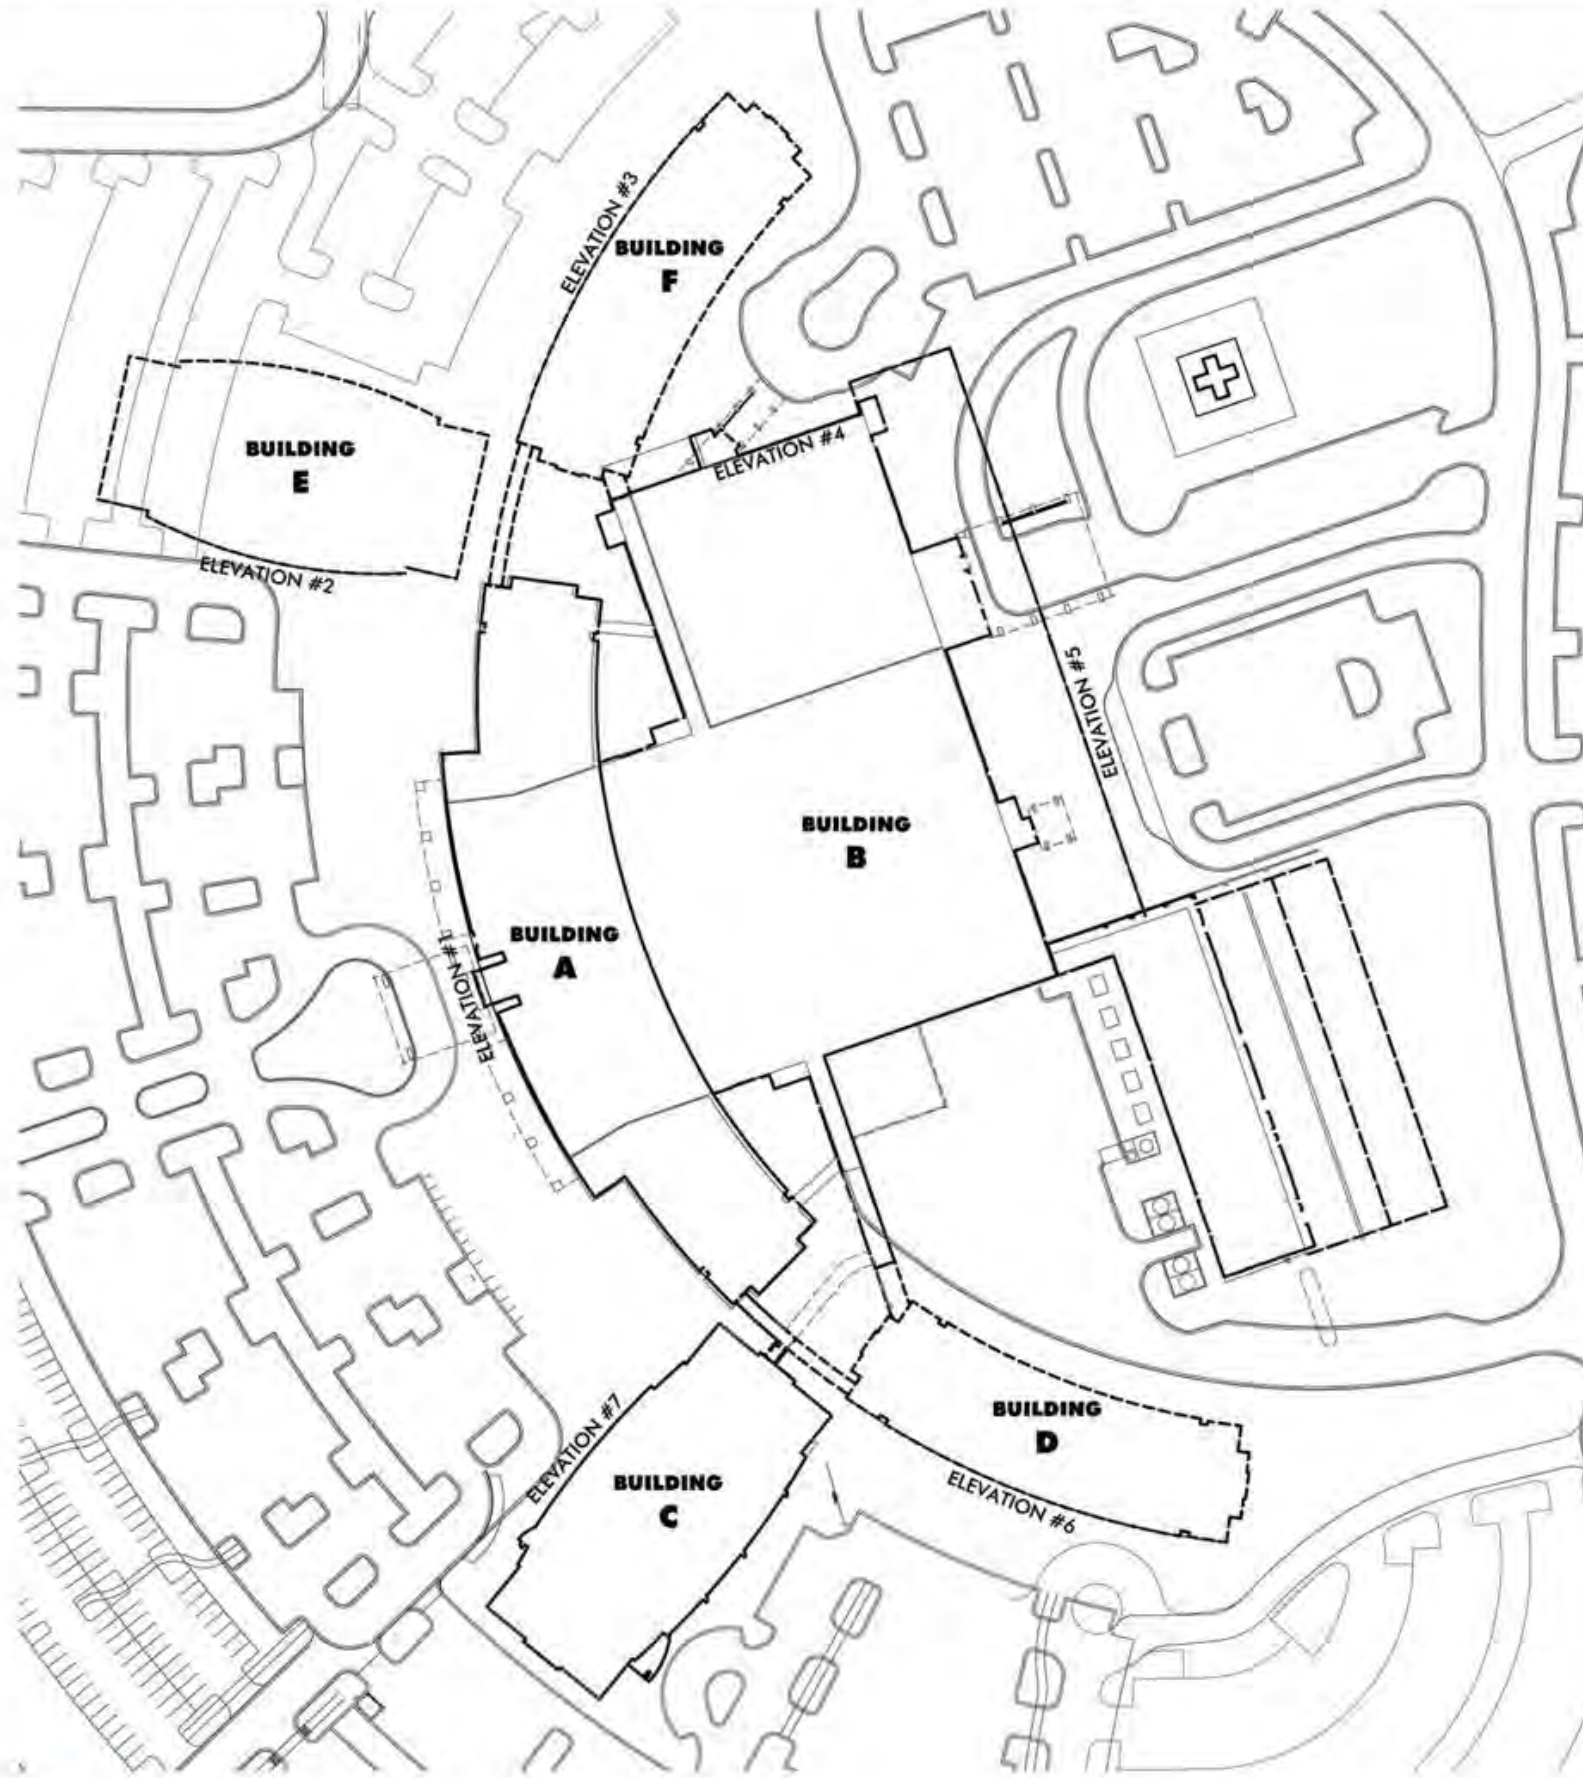 ELEVATION #3
BUILDING
F
BUILDING
E
ELEVATION #4
ELEVATION #2
ELEVATION #5
BUILDING
B
BUILDING
A
ELEVATION #1
BUILDING
D
ELEVATION #7
BUILDING
C
ELEVATION #6